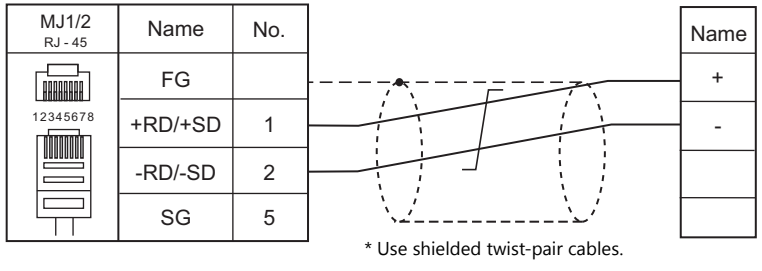 MJ1/2 Name No. Name
RJ - 45
FG +
12345678
+RD/+SD 1 -
-RD/-SD 2
SG 5
* Use shielded twist-pair cables.